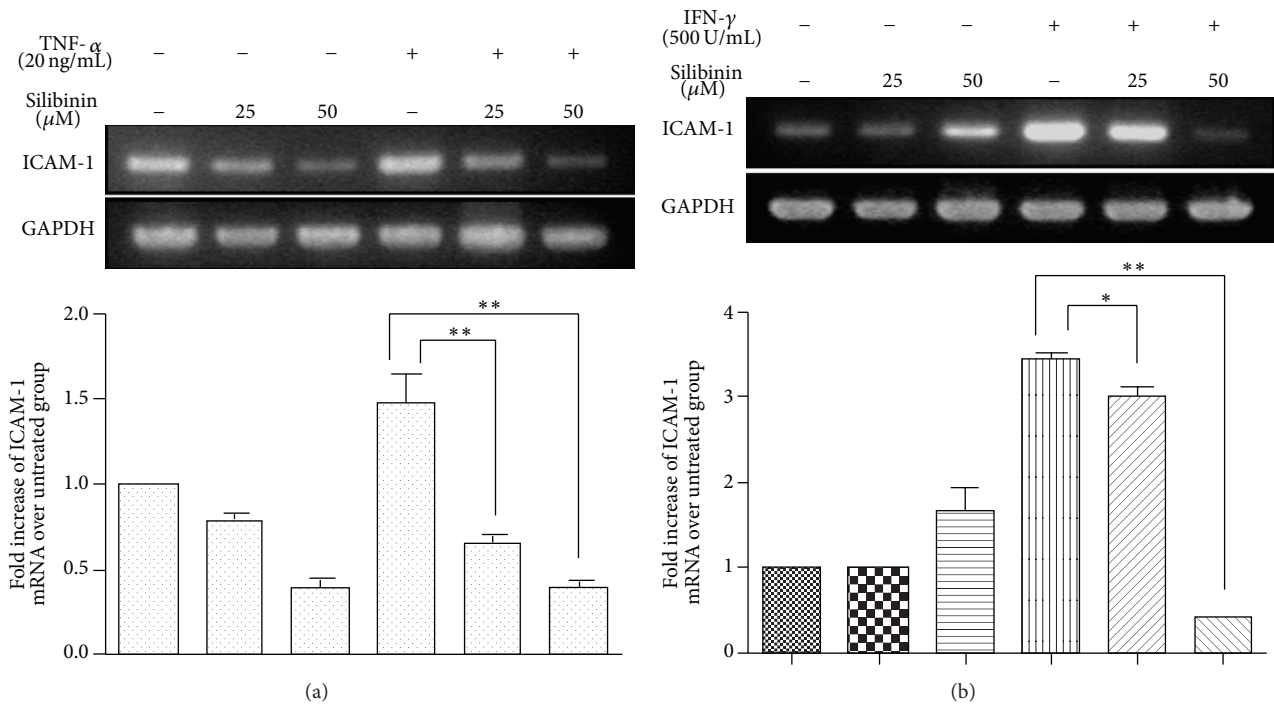 TNF-α
(20 ng/mL) − − − + + +
Silibinin
(μM) − 25 50 − 25 50
ICAM-1
GAPDH
Fold increase of ICAM-1
mRNA over untreated group
2.0
1.5
1.0
0.5
0.0
**
**
(a)
IFN-γ
(500 U/mL) − − − + + +
Silibinin
(μM) − 25 50 − 25 50
ICAM-1
GAPDH
Fold increase of ICAM-1
mRNA over untreated group
4
3
2
1
0
**
*
(b)